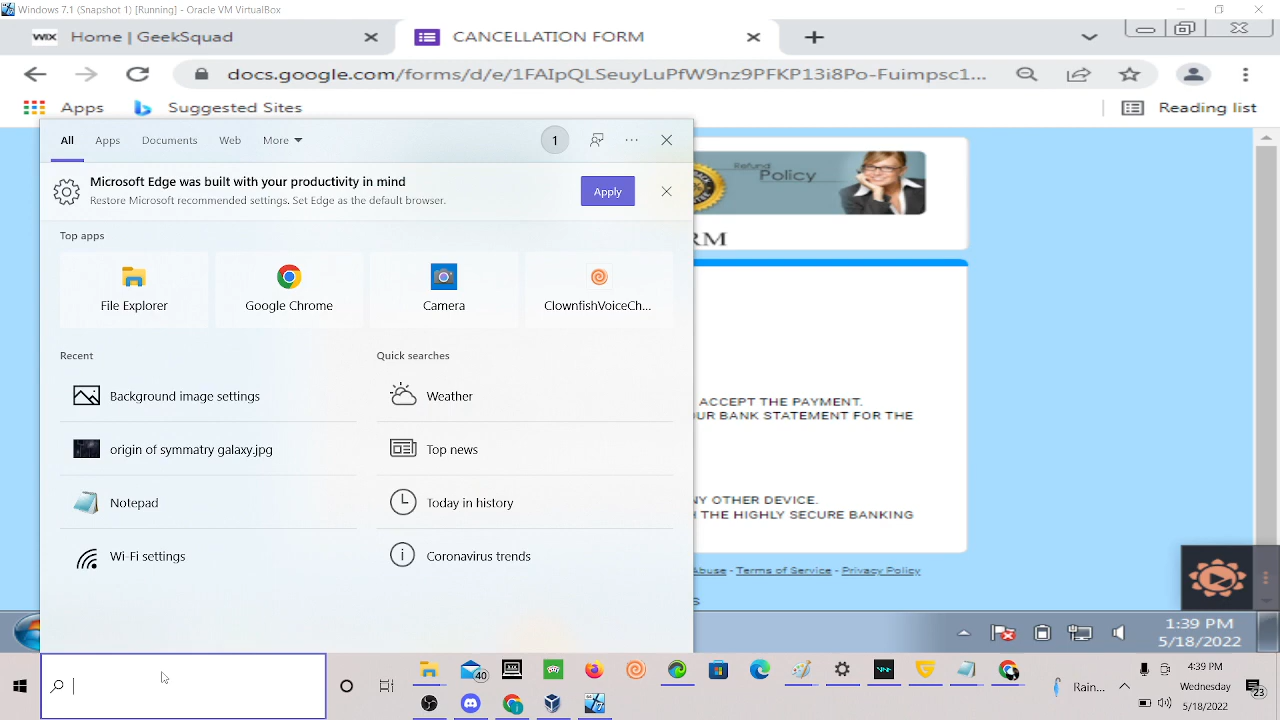 Windows 7.1 (Snapshot 1) [Running] - Oracle VM VirtualBox
WIX Home | GeekSquad
CANCELLATION FORM
docs.google.com/forms/d/e/1FAIpQLSeuyLuPfW9nz9PFKP13i8Po-Fuimpsc1...
Apps
Suggested Sites
Reading list
All
Apps
Documents
Web
More
1
Microsoft Edge was built with your productivity in mind
Restore Microsoft recommended settings. Set Edge as the default browser.
Apply
Refund
Policy
RM
Top apps
File Explorer
Google Chrome
Camera
ClownfishVoiceCh...
Recent
Quick searches
Background image settings
Weather
origin of symmatry galaxy.jpg
Top news
Notepad
Today in history
Wi-Fi settings
Coronavirus trends
ACCEPT THE PAYMENT.
OUR BANK STATEMENT FOR THE
NY OTHER DEVICE.
H THE HIGHLY SECURE BANKING
Abuse - Terms of Service - Privacy Policy
s
1:39 PM
5/18/2022
40
Rain...
4:39 PM
Wednesday
5/18/2022
23